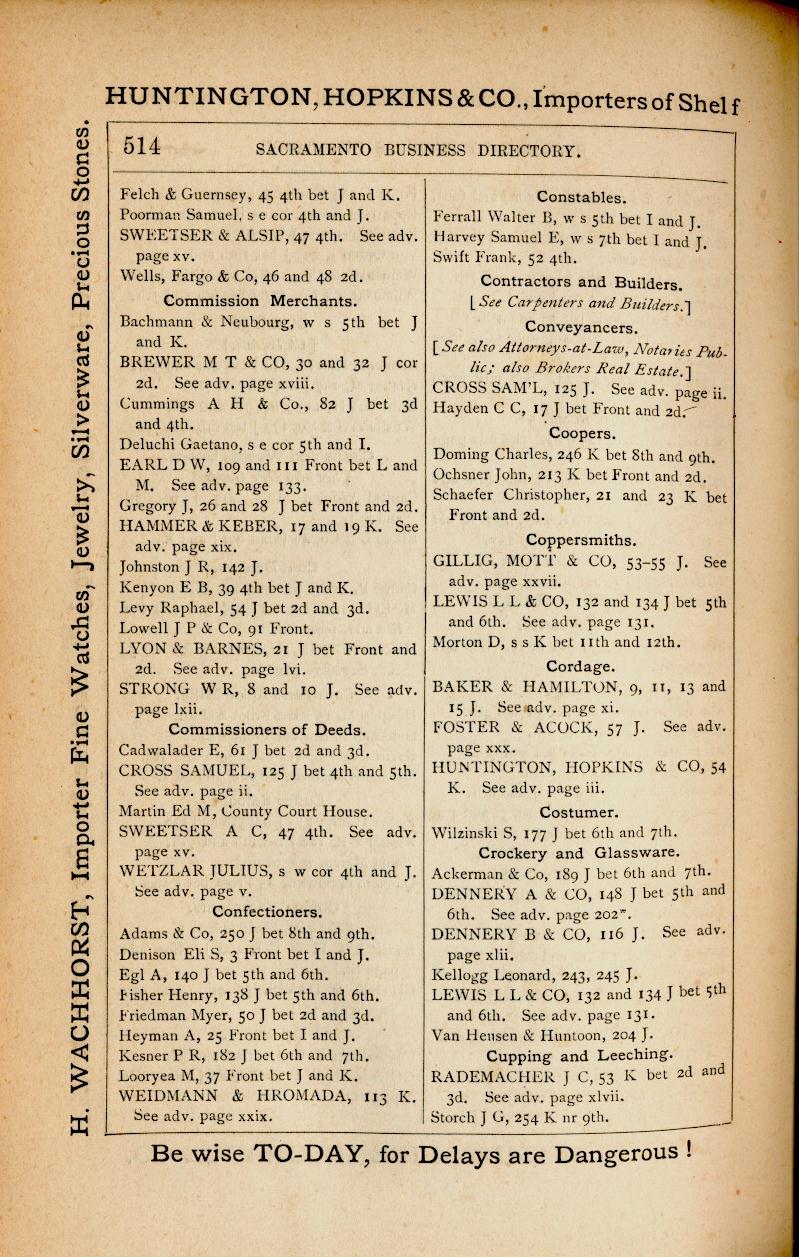 HUNTINGTON, HOPKINS & CO., Importers of Shelf
514 SACRAMENTO BUSINESS DIRECTORY.
Felch & Guernsey, 45 4th bet J and K.
Poorman Samuel, s e cor 4th and J.
SWEETSER & ALSIP, 47 4th. See adv.
page xv.
Wells, Fargo & Co, 46 and 48 2d.
Commission Merchants.
Bachmann & Neubourg, w s 5th bet J
and K.
BREWER M T & CO, 30 and 32 J cor
2d. See adv. page xviii.
Cummings A H & Co., 82 J bet 3d
and 4th.
Deluchi Gaetano, s e cor 5th and I.
EARL D W, 109 and 111 Front bet L and
M. See adv. page 133.
Gregory J, 26 and 28 J bet Front and 2d.
HAMMER & KEBER, 17 and 19 K. See
adv. page xix.
Johnston J R, 142 J.
Kenyon E B, 39 4th bet J and K.
Levy Raphael, 54 J bet 2d and 3d.
Lowell J P & Co, 91 Front.
LYON & BARNES, 21 J bet Front and
2d. See adv. page lvi.
STRONG W R, 8 and 10 J. See adv.
page lxii.
Commissioners of Deeds.
Cadwalader E, 61 J bet 2d and 3d.
CROSS SAMUEL, 125 J bet 4th and 5th.
See adv. page ii.
Martin Ed M, County Court House.
SWEETSER A C, 47 4th. See adv.
page xv.
WETZLAR JULIUS, s w cor 4th and J.
See adv. page v.
Confectioners.
Adams & Co, 250 J bet 8th and 9th.
Denison Eli S, 3 Front bet I and J.
Egl A, 140 J bet 5th and 6th.
Fisher Henry, 138 J bet 5th and 6th.
Friedman Myer, 50 J bet 2d and 3d.
Heyman A, 25 Front bet I and J.
Kesner P R, 182 J bet 6th and 7th.
Looryea M, 37 Front bet J and K.
WEIDMANN & HROMADA, 113 K.
See adv. page xxix.
Constables.
Ferrall Walter B, w s 5th bet I and J.
Harvey Samuel E, w s 7th bet I and J.
Swift Frank, 52 4th.
Contractors and Builders.
[See Carpenters and Builders.]
Conveyancers.
[See also Attorneys-at-Law, Notaries Pub-
lic; also Brokers Real Estate.]
CROSS SAM'L, 125 J. See adv. page ii.
Hayden C C, 17 J bet Front and 2d.
Coopers.
Doming Charles, 246 K bet 8th and 9th.
Ochsner John, 213 K bet Front and 2d.
Schaefer Christopher, 21 and 23 K bet
Front and 2d.
Coppersmiths.
GILLIG, MOTT & CO, 53-55 J. See
adv. page xxvii.
LEWIS L L & CO, 132 and 134 J bet 5th
and 6th. See adv. page 131.
Morton D, s s K bet 11th and 12th.
Cordage.
BAKER & HAMILTON, 9, 11, 13 and
15 J. See adv. page xi.
FOSTER & ACOCK, 57 J. See adv.
page xxx.
HUNTINGTON, HOPKINS & CO, 54
K. See adv. page iii.
Costumer.
Wilzinski S, 177 J bet 6th and 7th.
Crockery and Glassware.
Ackerman & Co, 189 J bet 6th and 7th.
DENNERY A & CO, 148 J bet 5th and
6th. See adv. page 202.
DENNERY B & CO, 116 J. See adv.
page xlii.
Kellogg Leonard, 243, 245 J.
LEWIS L L & CO, 132 and 134 J bet 5th
and 6th. See adv. page 131.
Van Heusen & Huntoon, 204 J.
Cupping and Leeching.
RADEMACHER J C, 53 K bet 2d and
3d. See adv. page xlvii.
Storch J G, 254 K nr 9th.
Be wise TO-DAY, for Delays are Dangerous!
H. WACHHORST, Importer Fine Watches, Jewelry, Silverware, Precious Stones.